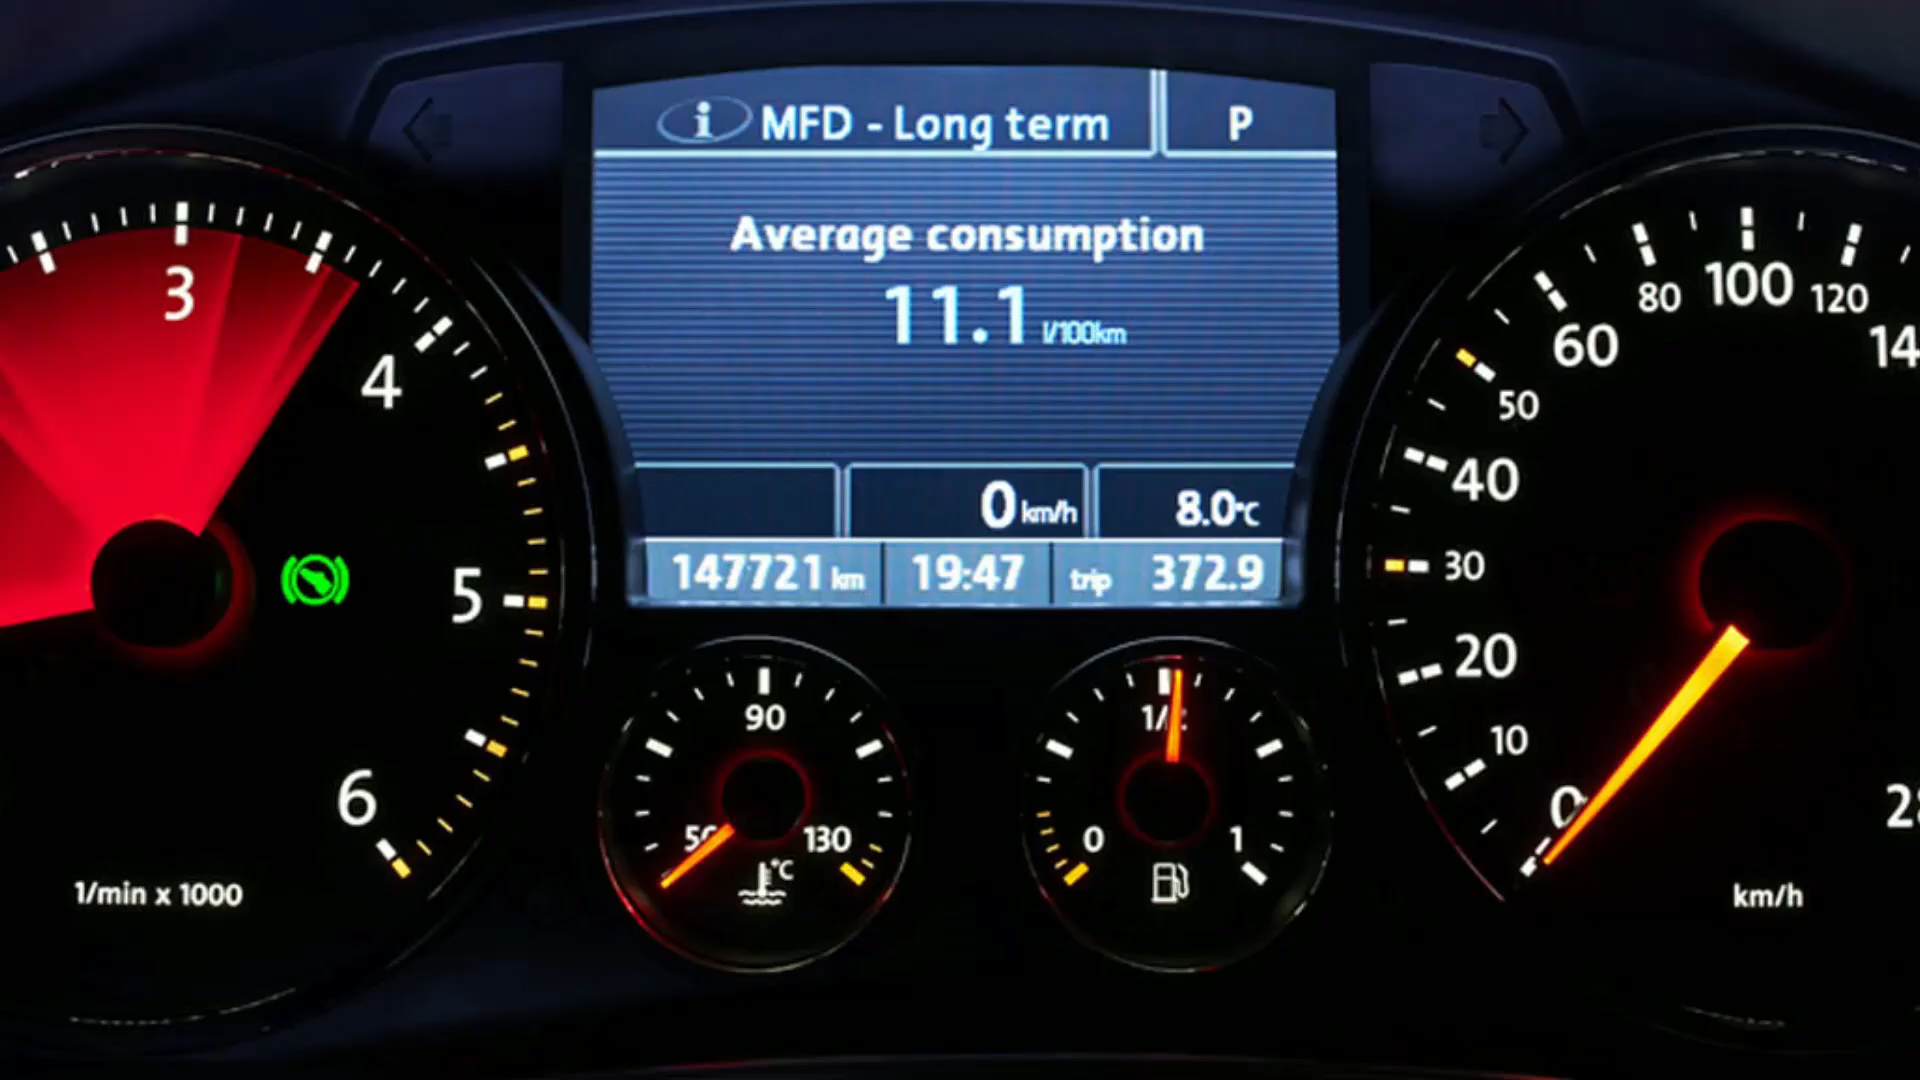 MFD - Long term
P
Average consumption
11.1 l/100km
0 km/h
8.0°C
147721 km
19:47
trip 372.9
3
4
5
6
1/min x 1000
90
130
°C
0
1
0
10
20
30
40
50
60
80
100
120
km/h